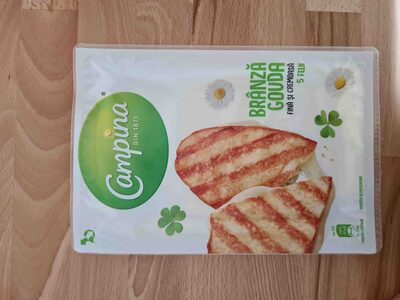 Campina
DIN 1871
BRÂNZĂ
GOUDA
FINĂ ȘI CREMOASĂ
5 FELII